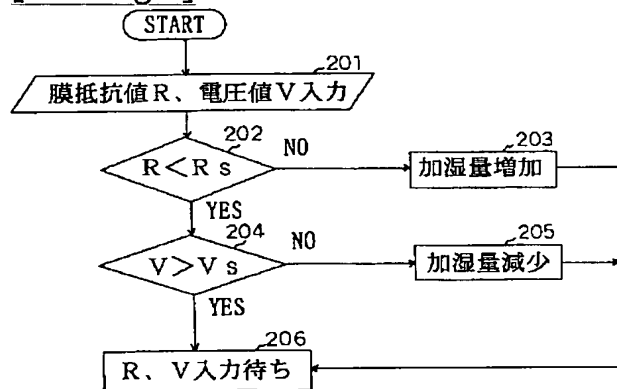 START
201
膜抵抗値R、電圧値V入力
202
R<Rs
NO
203
加湿量増加
YES
204
V>Vs
NO
205
加湿量減少
YES
206
R、V入力待ち